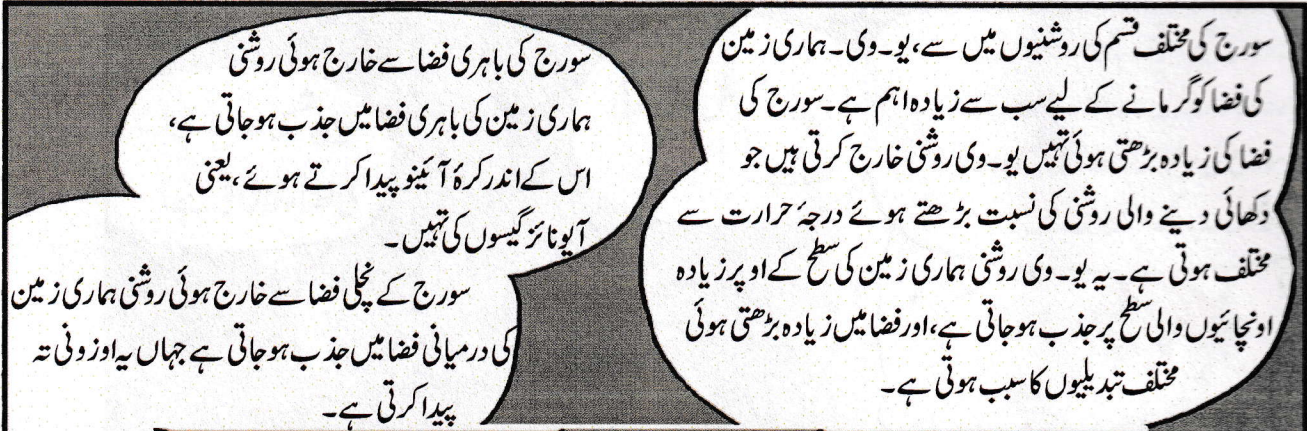 سورج کی مختلف قسم کی روشنیوں میں سے، یو۔وی۔ ہماری زمین
کی فضا کو گرمانے کے لیے سب سے زیادہ اہم ہے۔ سورج کی
فضا کی زیادہ بڑھتی ہوئی تہیں یو۔وی روشنی خارج کرتی ہیں جو
دکھائی دینے والی روشنی کی نسبت بڑھتے ہوئے درجۂ حرارت سے
مختلف ہوتی ہے۔ یہ یو۔وی روشنی ہماری زمین کی سطح کے اوپر زیادہ
اونچائیوں والی سطح پر جذب ہوجاتی ہے، اور فضا میں زیادہ بڑھتی ہوئی
مختلف تبدیلیوں کا سبب ہوتی ہے۔
سورج کی باہری فضا سے خارج ہوئی روشنی
ہماری زمین کی باہری فضا میں جذب ہوجاتی ہے،
اس کے اندر کرۂ آئینو پیدا کرتے ہوئے، یعنی
آیونائز گیسوں کی تہیں۔
سورج کے نچلی فضا سے خارج ہوئی روشنی ہماری زمین
کی درمیانی فضا میں جذب ہوجاتی ہے جہاں یہ اوزونی تہ
پیدا کرتی ہے۔